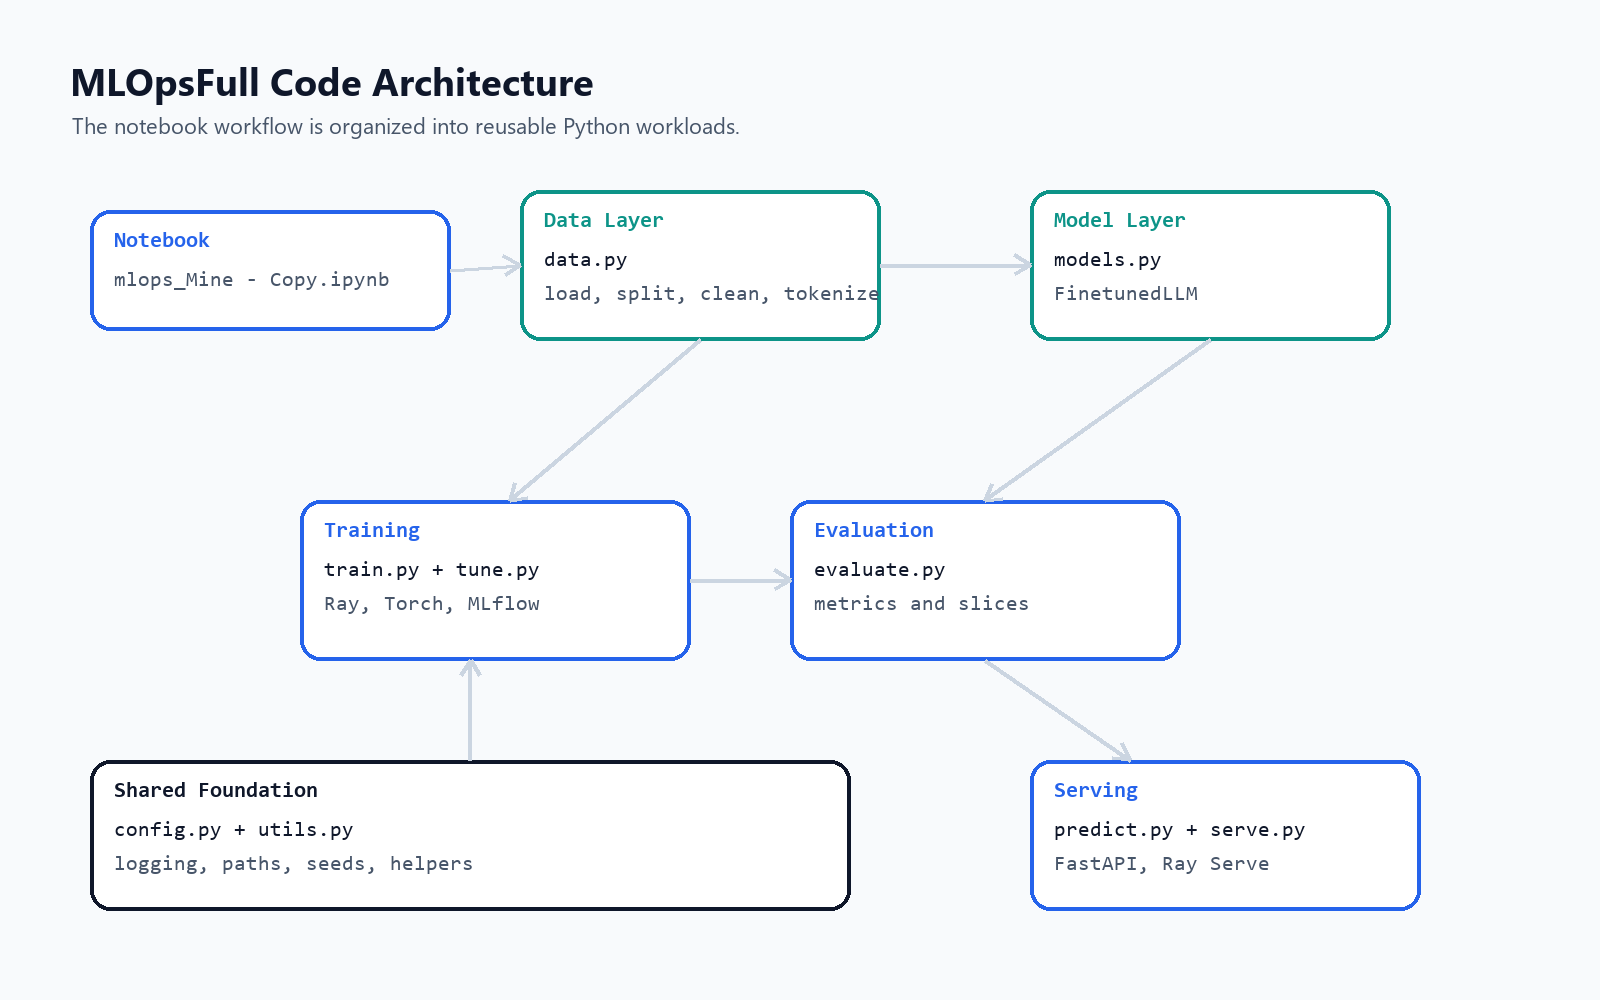 MLOpsFull Code Architecture
The notebook workflow is organized into reusable Python workloads.
Notebook
mlops_Mine - Copy.ipynb
Data Layer
data.py
load, split, clean, tokenize
Model Layer
models.py
FinetunedLLM
Training
train.py + tune.py
Ray, Torch, MLflow
Evaluation
evaluate.py
metrics and slices
Shared Foundation
config.py + utils.py
logging, paths, seeds, helpers
Serving
predict.py + serve.py
FastAPI, Ray Serve